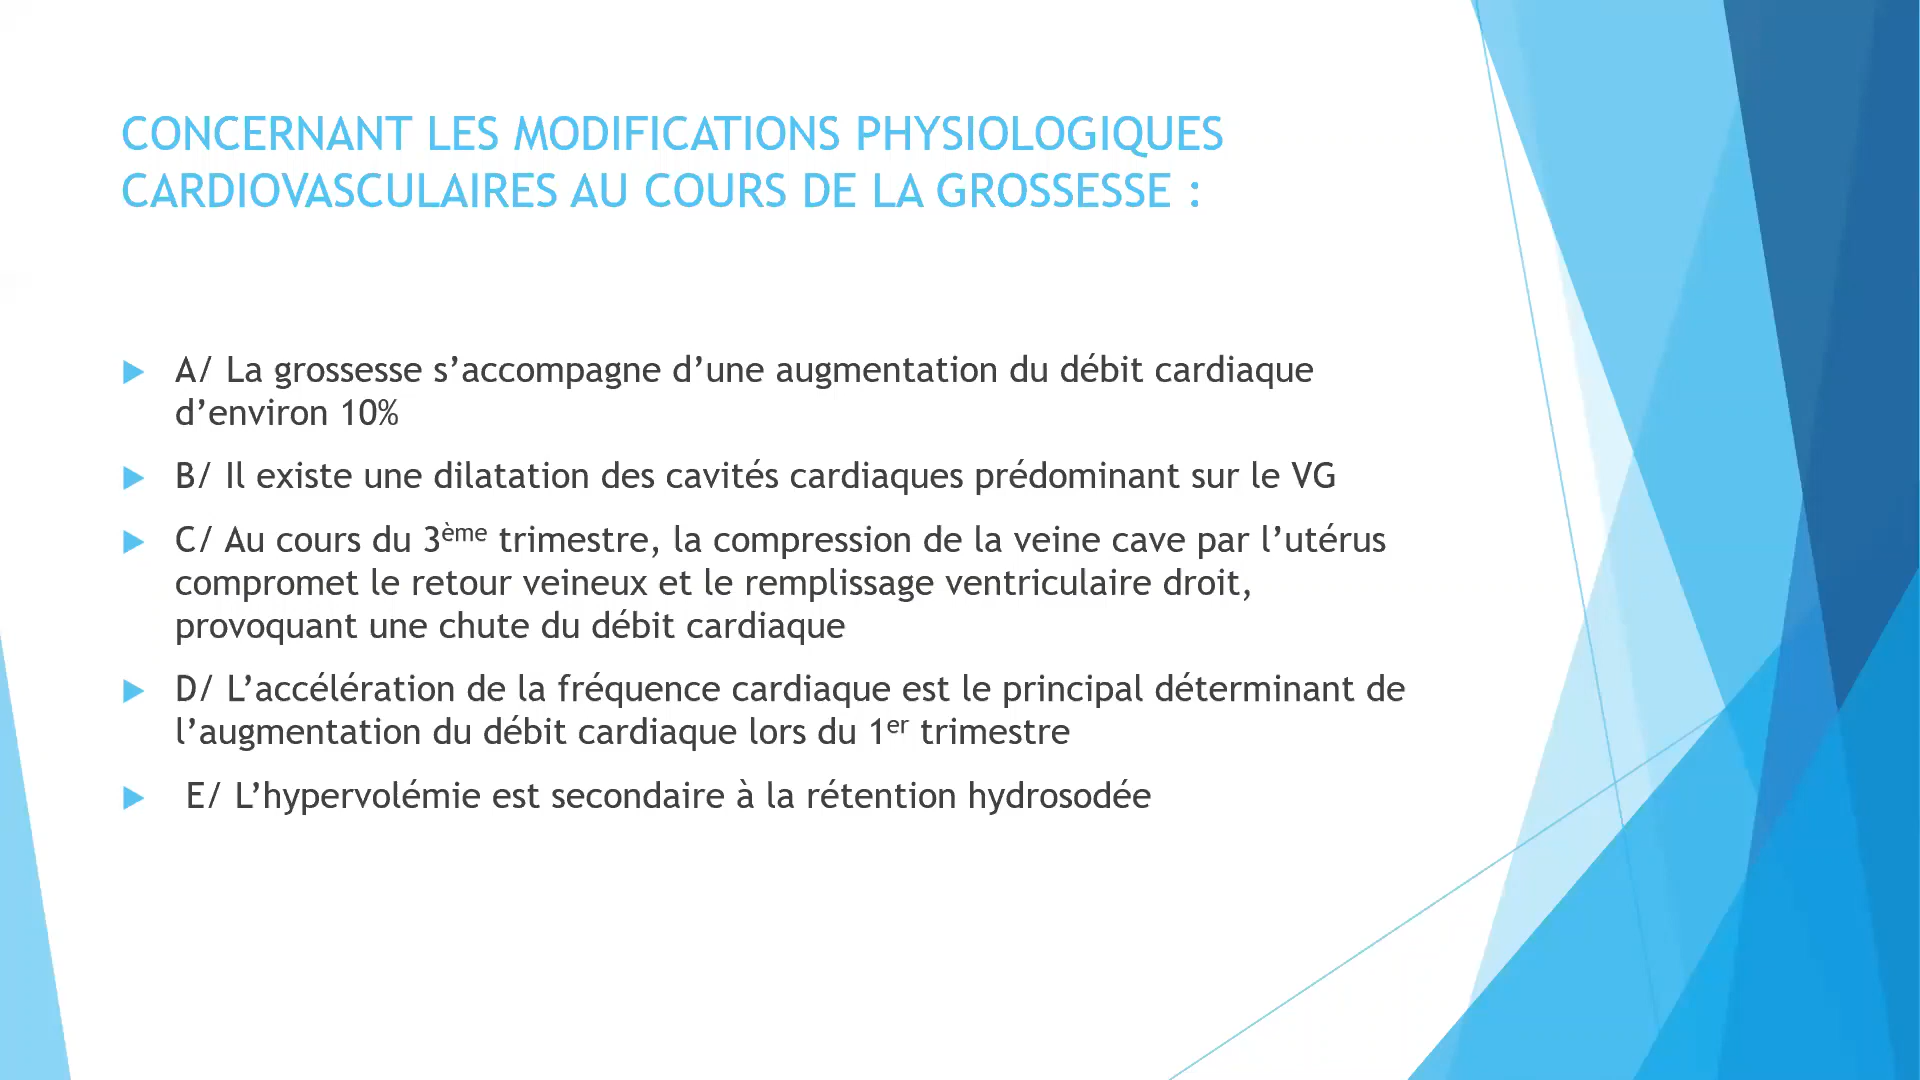 CONCERNANT LES MODIFICATIONS PHYSIOLOGIQUES
CARDIOVASCULAIRES AU COURS DE LA GROSSESSE :
A/ La grossesse s’accompagne d’une augmentation du débit cardiaque
d’environ 10%
B/ Il existe une dilatation des cavités cardiaques prédominant sur le VG
C/ Au cours du 3ème trimestre, la compression de la veine cave par l’utérus
compromet le retour veineux et le remplissage ventriculaire droit,
provoquant une chute du débit cardiaque
D/ L’accélération de la fréquence cardiaque est le principal déterminant de
l’augmentation du débit cardiaque lors du 1er trimestre
E/ L’hypervolémie est secondaire à la rétention hydrosodée